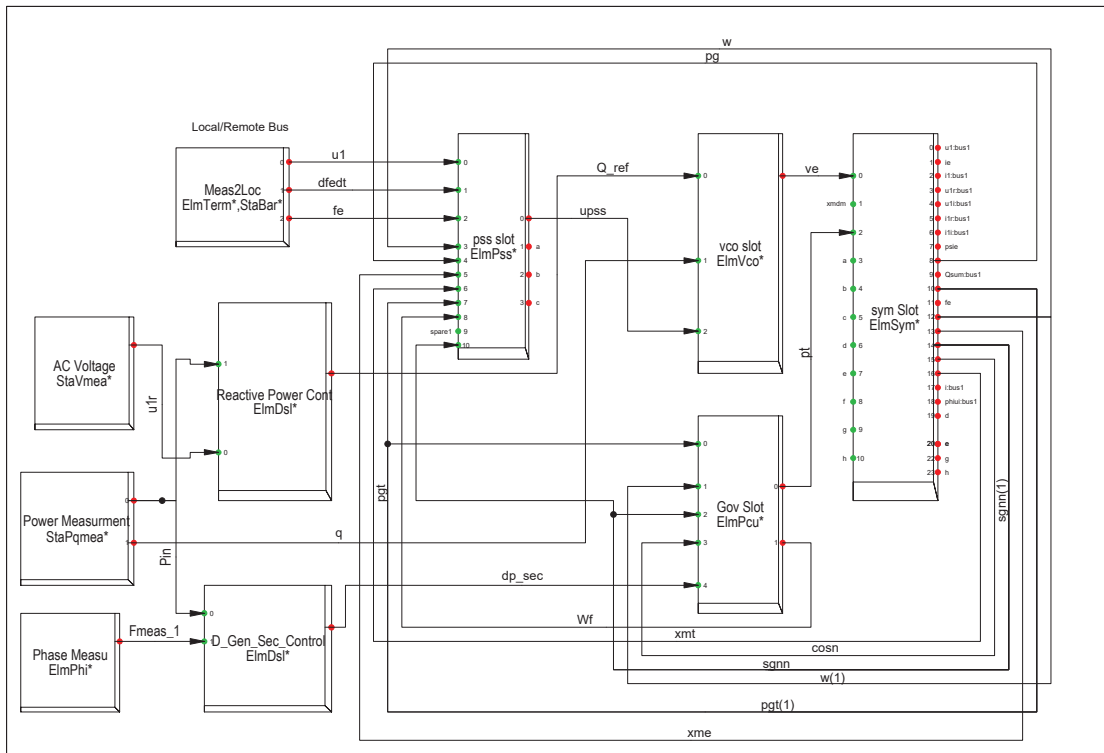 w
pg
Local/Remote Bus
Meas2Loc
ElmTerm*,StaBar*
0
1
2
u1
dfedt
fe
pss slot
ElmPss*
0
1
2
3
4
5
6
7
8
spare1 9
10
0
1 a
2 b
3 c
Q_ref
upss
vco slot
ElmVco*
0
1
2
ve
pt
sym Slot
ElmSym*
0
xmdm 1
2
a 3
b 4
c 5
d 6
e 7
f 8
g 9
h 10
0 u1:bus1
1 ie
2 i1:bus1
3 u1r:bus1
4 u1i:bus1
5 i1r:bus1
6 i1i:bus1
7 psie
8
9 Qsum:bus1
10
11 fe
12
13
14
15
16
17 i:bus1
18 phiui:bus1
19 d
20 e
22 g
23 h
AC Voltage
StaVmea*
u1r
Reactive Power Cont
ElmDsl*
1
0
Power Measurment
StaPqmea*
0
1
Pin
q
pgt
Gov Slot
ElmPcu*
0
1
2
3
4
0
1
sgnn(1)
dp_sec
Phase Measu
ElmPhi*
Fmeas_1
D_Gen_Sec_Control
ElmDsl*
0
1
Wf
xmt
cosn
sgnn
w(1)
pgt(1)
xme